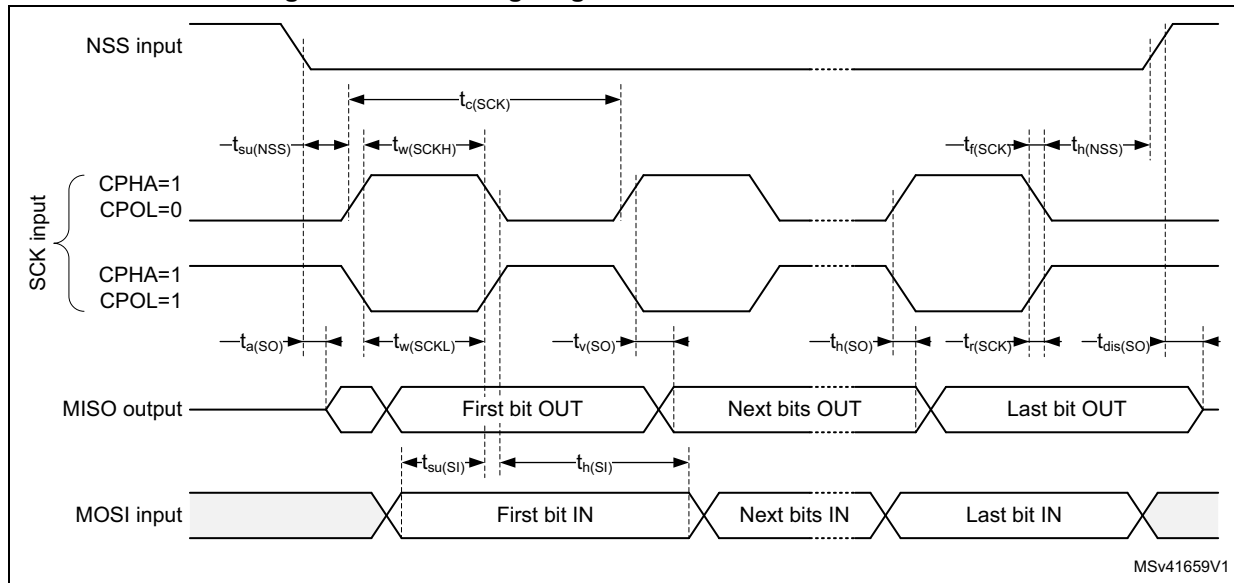 NSS input
tc(SCK)
tsu(NSS) tw(SCKH) tf(SCK) th(NSS)
SCK input
CPHA=1
CPOL=0
CPHA=1
CPOL=1
ta(SO) tw(SCKL) tv(SO) th(SO) tr(SCK) tdis(SO)
MISO output First bit OUT Next bits OUT Last bit OUT
tsu(SI) th(SI)
MOSI input First bit IN Next bits IN Last bit IN
MSv41659V1